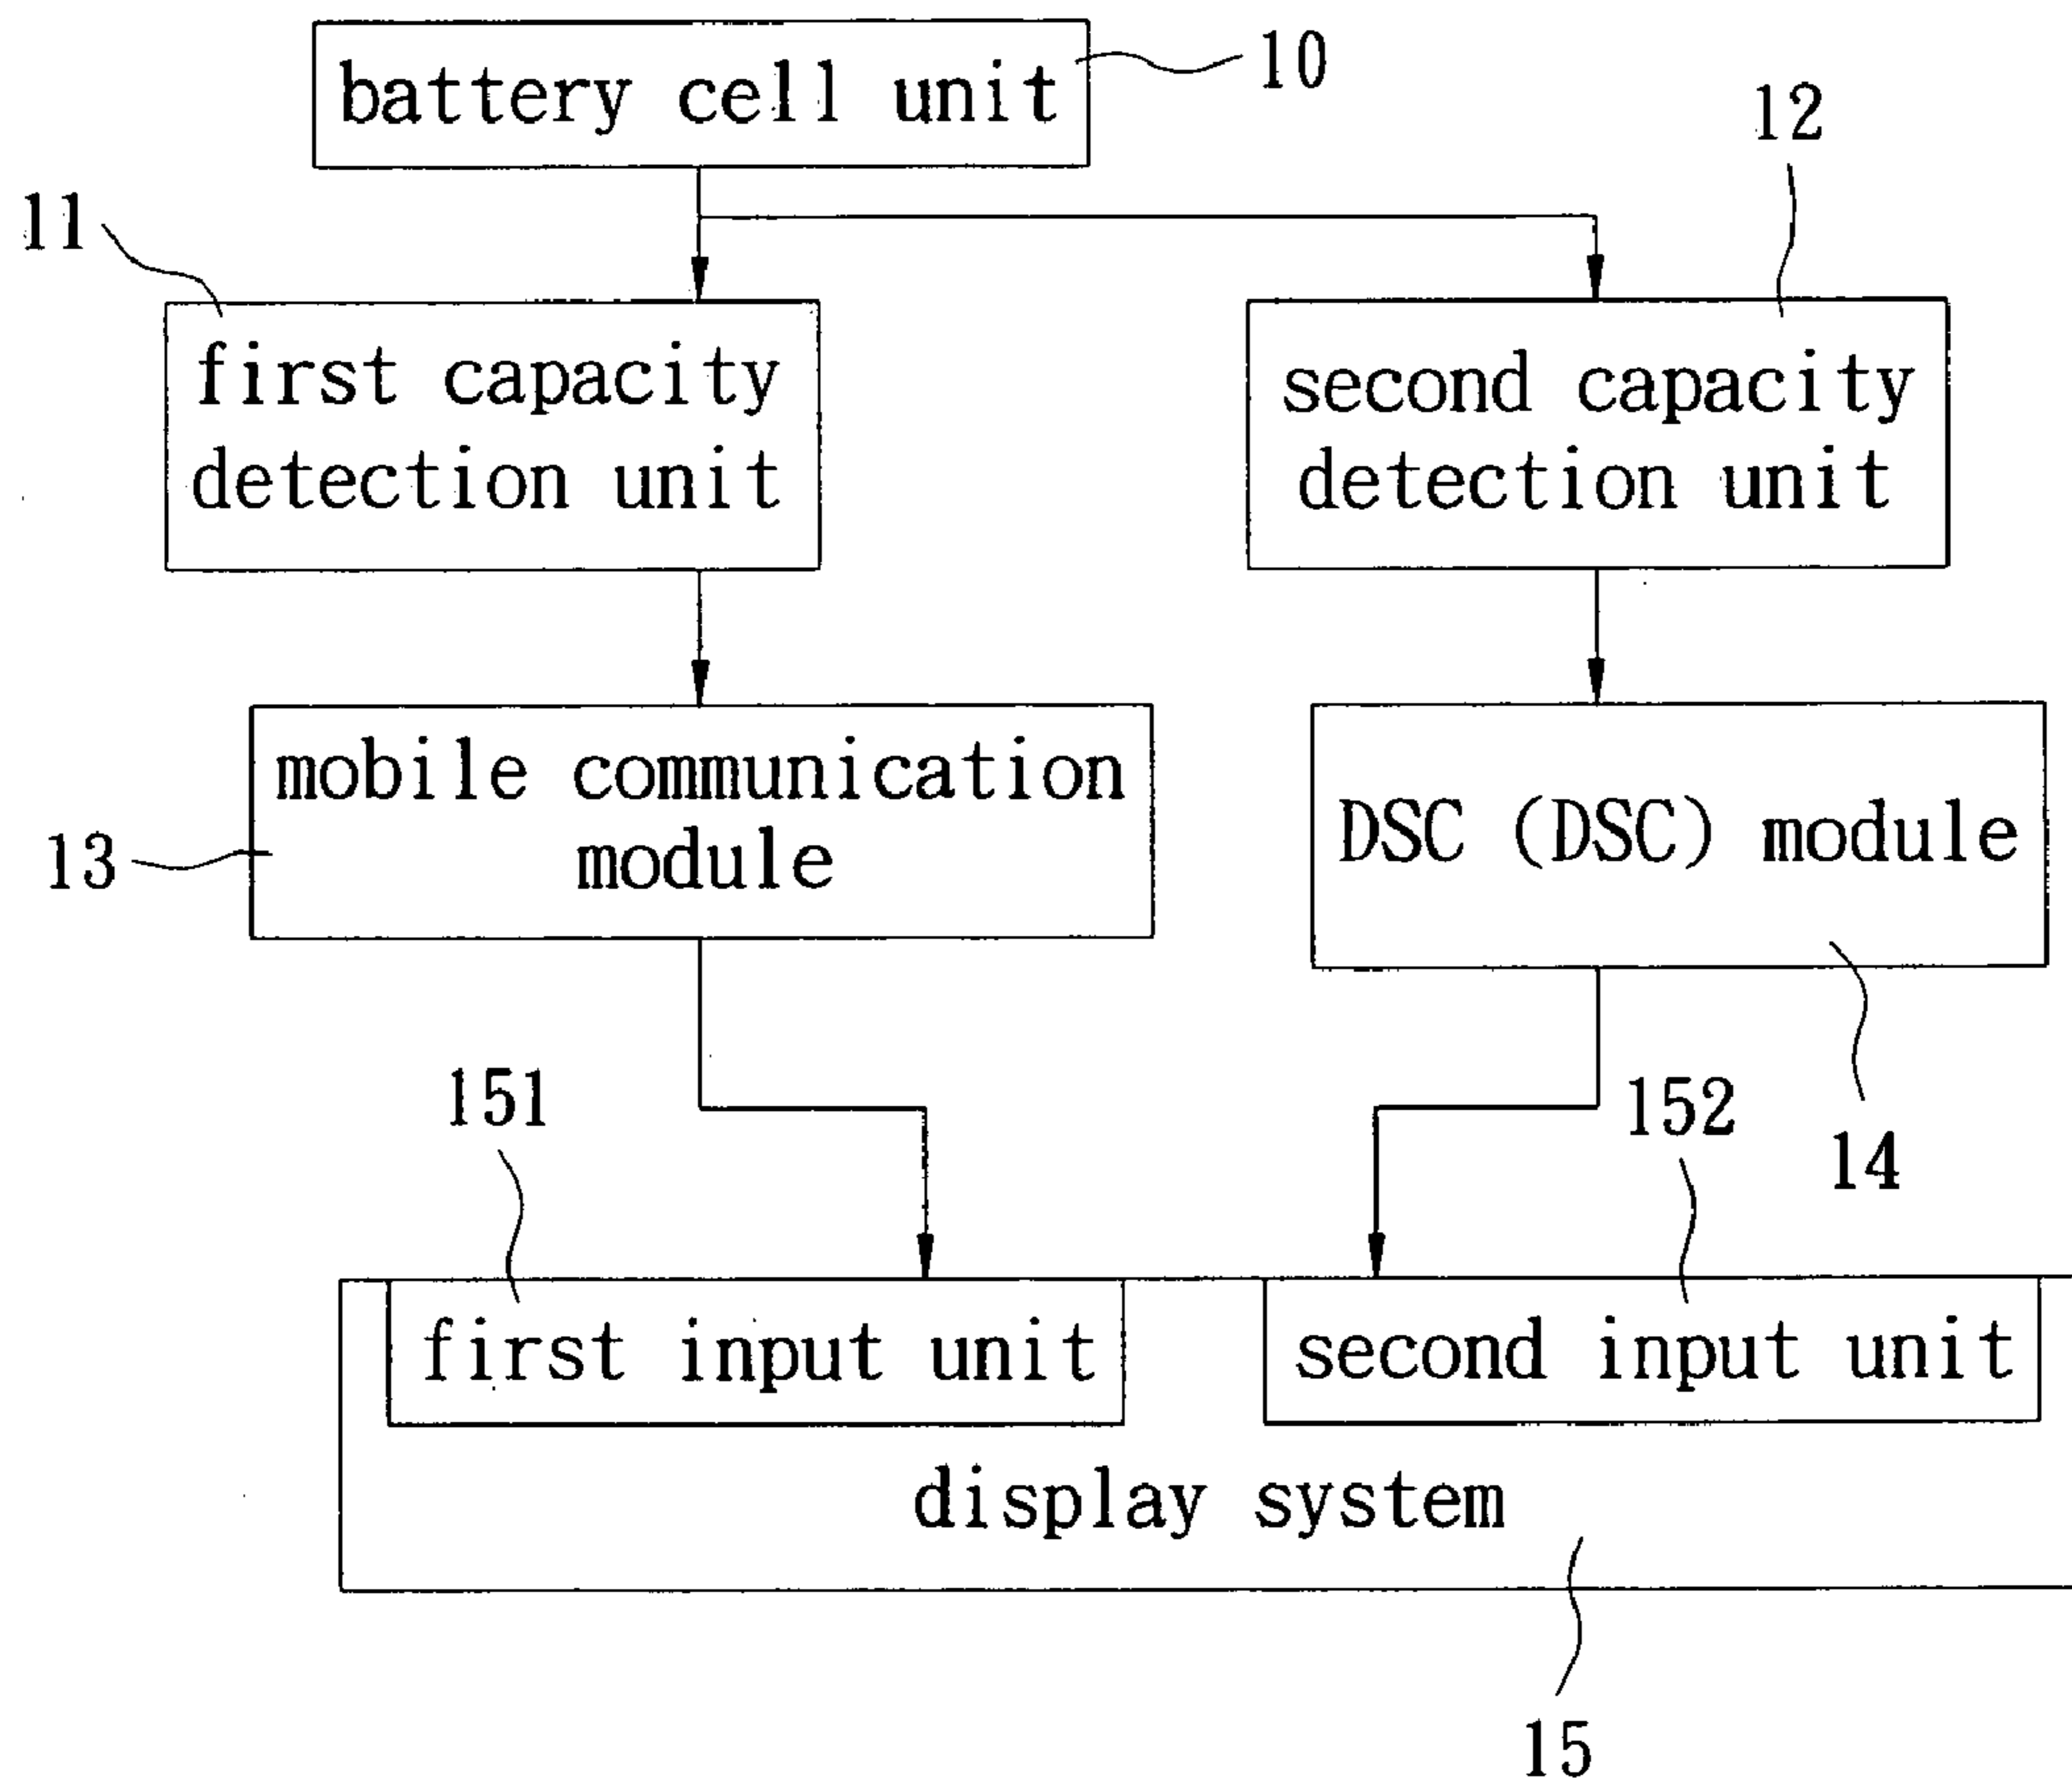 battery cell unit
10
12
11
first capacity
detection unit
second capacity
detection unit
mobile communication
module
13
DSC (DSC) module
14
151
152
first input unit
second input unit
display system
15